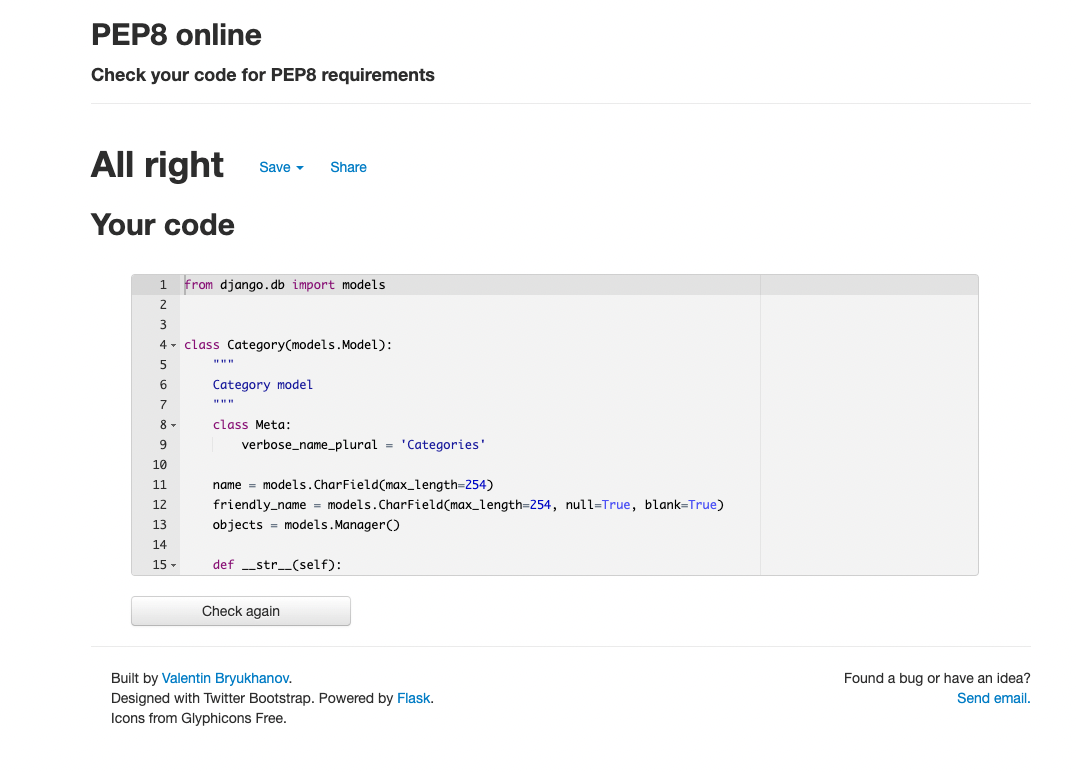 PEP8 online
Check your code for PEP8 requirements
All right Save Share
Your code
1 from django.db import models
2
3
4 class Category(models.Model):
5     """
6     Category model
7     """
8     class Meta:
9         verbose_name_plural = 'Categories'
10
11     name = models.CharField(max_length=254)
12     friendly_name = models.CharField(max_length=254, null=True, blank=True)
13     objects = models.Manager()
14
15     def __str__(self):
Check again
Built by Valentin Bryukhanov.
Designed with Twitter Bootstrap. Powered by Flask.
Icons from Glyphicons Free.
Found a bug or have an idea?
Send email.